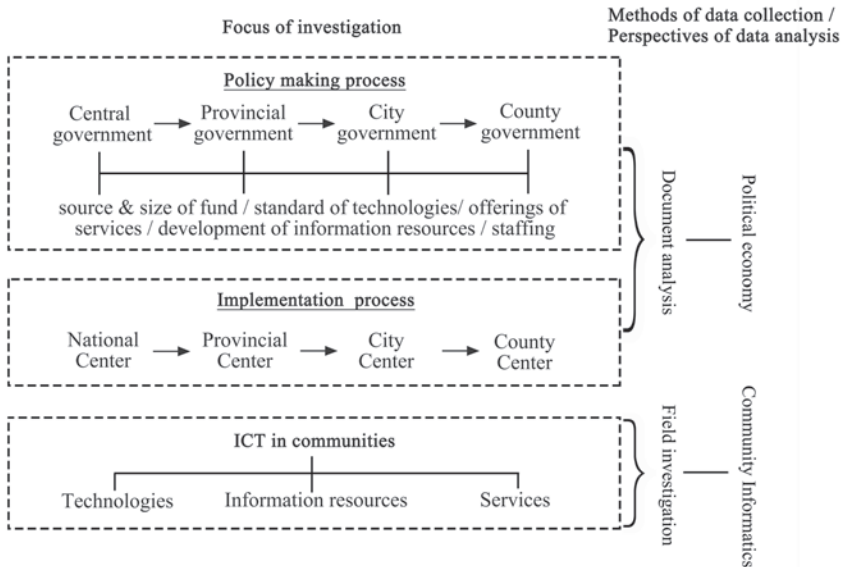 Focus of investigation
Methods of data collection /
Perspectives of data analysis
Policy making process
Central
government
Provincial
government
City
government
County
government
source & size of fund / standard of technologies/ offerings of
services / development of information resources / staffing
Implementation process
National
Center
Provincial
Center
City
Center
County
Center
Document analysis
Political economy
ICT in communities
Technologies
Information resources
Services
Field investigation
Community Informatics